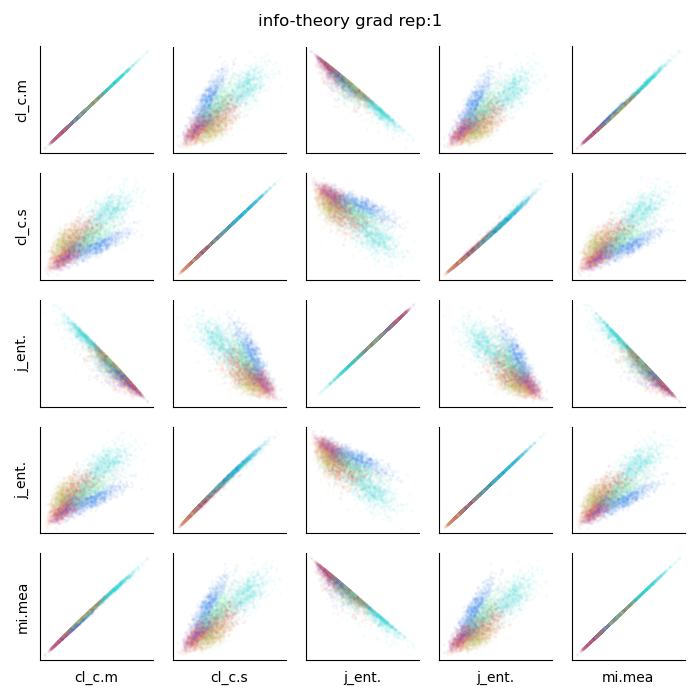 info-theory grad rep:1
cl_c.m
cl_c.s
j_ent.
j_ent.
mi.mea
cl_c.m
cl_c.s
j_ent.
j_ent.
mi.mea